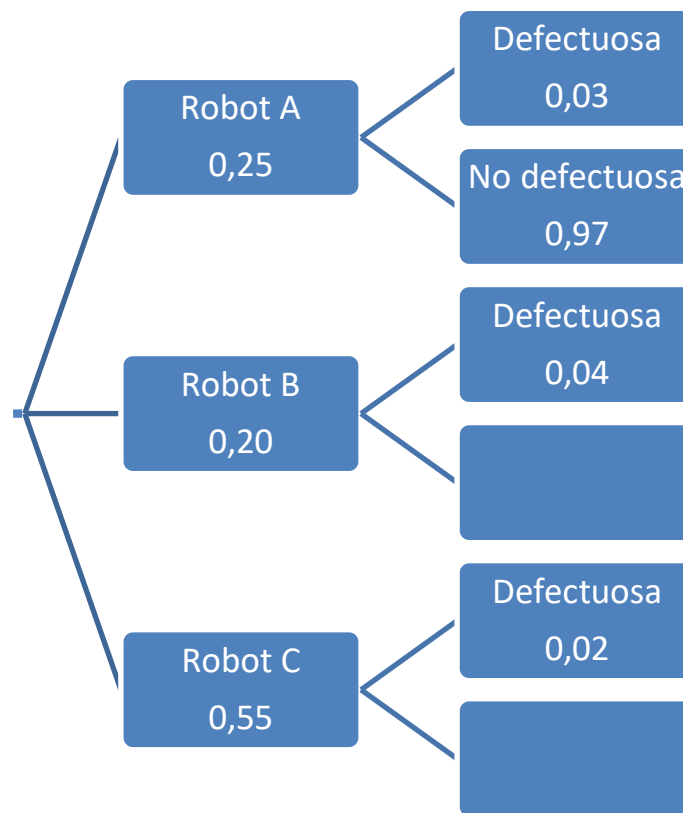 Defectuosa
0,03
Robot A
0,25
No defectuosa
0,97
Defectuosa
0,04
Robot B
0,20
Defectuosa
0,02
Robot C
0,55